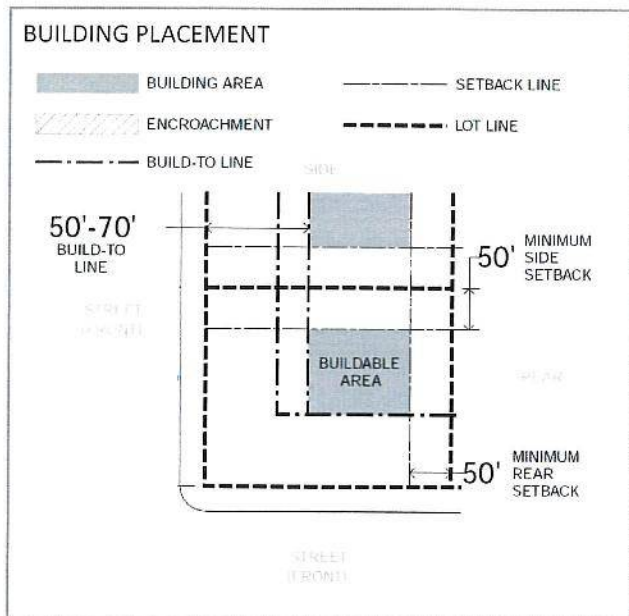 BUILDING PLACEMENT
BUILDING AREA
SETBACK LINE
ENCROACHMENT
LOT LINE
BUILD-TO LINE
SIDE
50'-70'
BUILD-TO
LINE
50'
MINIMUM
SIDE
SETBACK
STREET
(FRONT)
BUILDABLE
AREA
REAR
50'
MINIMUM
REAR
SETBACK
STREET
(FRONT)